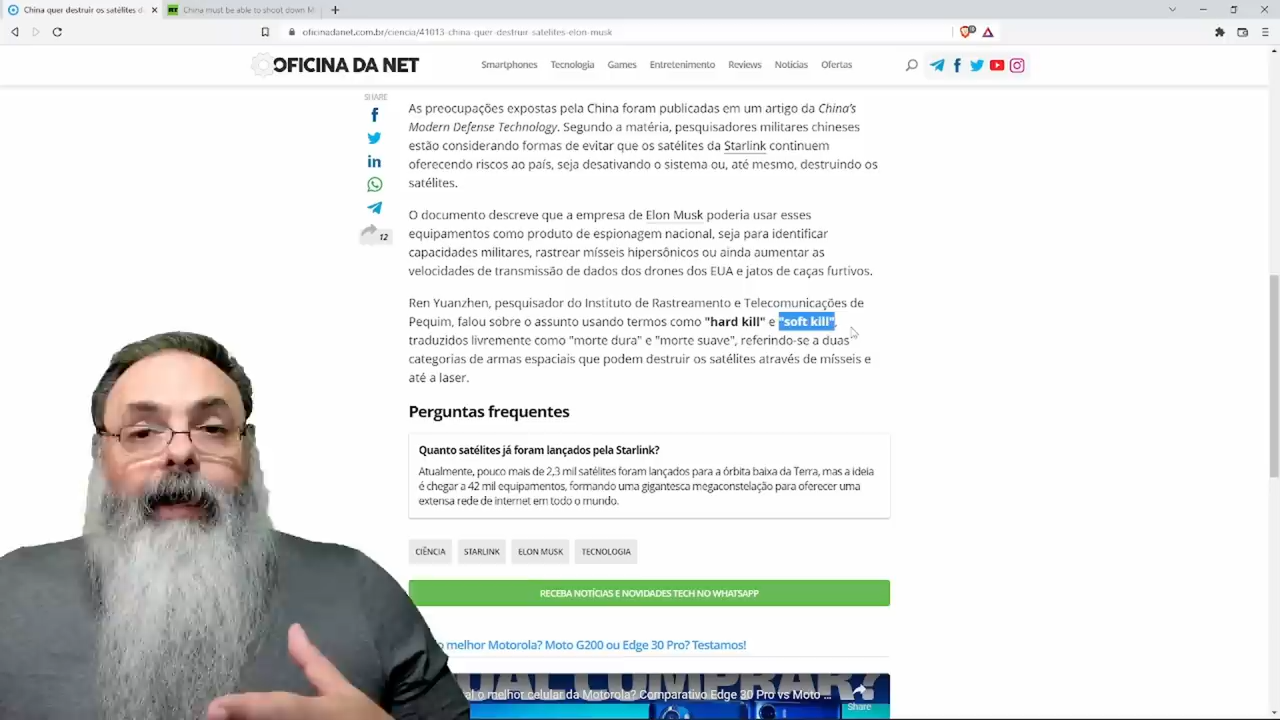 China quer destruir os satélites d
RT China must be able to shoot down M
oficinadanet.com.br/ciencia/41013-china-quer-destruir-satelites-elon-musk
OFICINA DA NET
Smartphones Tecnologia Games Entretenimento Reviews Notícias Ofertas
SHARE
As preocupações expostas pela China foram publicadas em um artigo da China's
Modern Defense Technology. Segundo a matéria, pesquisadores militares chineses
estão considerando formas de evitar que os satélites da Starlink continuem
oferecendo riscos ao país, seja desativando o sistema ou, até mesmo, destruindo os
satélites.
12
O documento descreve que a empresa de Elon Musk poderia usar esses
equipamentos como produto de espionagem nacional, seja para identificar
capacidades militares, rastrear mísseis hipersônicos ou ainda aumentar as
velocidades de transmissão de dados dos drones dos EUA e jatos de caças furtivos.
Ren Yuanzhen, pesquisador do Instituto de Rastreamento e Telecomunicações de
Pequim, falou sobre o assunto usando termos como "hard kill" e "soft kill",
traduzidos livremente como "morte dura" e "morte suave", referindo-se a duas
categorias de armas espaciais que podem destruir os satélites através de mísseis e
até a laser.
Perguntas frequentes
Quanto satélites já foram lançados pela Starlink?
Atualmente, pouco mais de 2,3 mil satélites foram lançados para a órbita baixa da Terra, mas a ideia
é chegar a 42 mil equipamentos, formando uma gigantesca megaconstelação para oferecer uma
extensa rede de internet em todo o mundo.
CIÊNCIA STARLINK ELON MUSK TECNOLOGIA
RECEBA NOTÍCIAS E NOVIDADES TECH NO WHATSAPP
o melhor Motorola? Moto G200 ou Edge 30 Pro? Testamos!
al o melhor celular da Motorola? Comparativo Edge 30 Pro vs Moto ...
Share